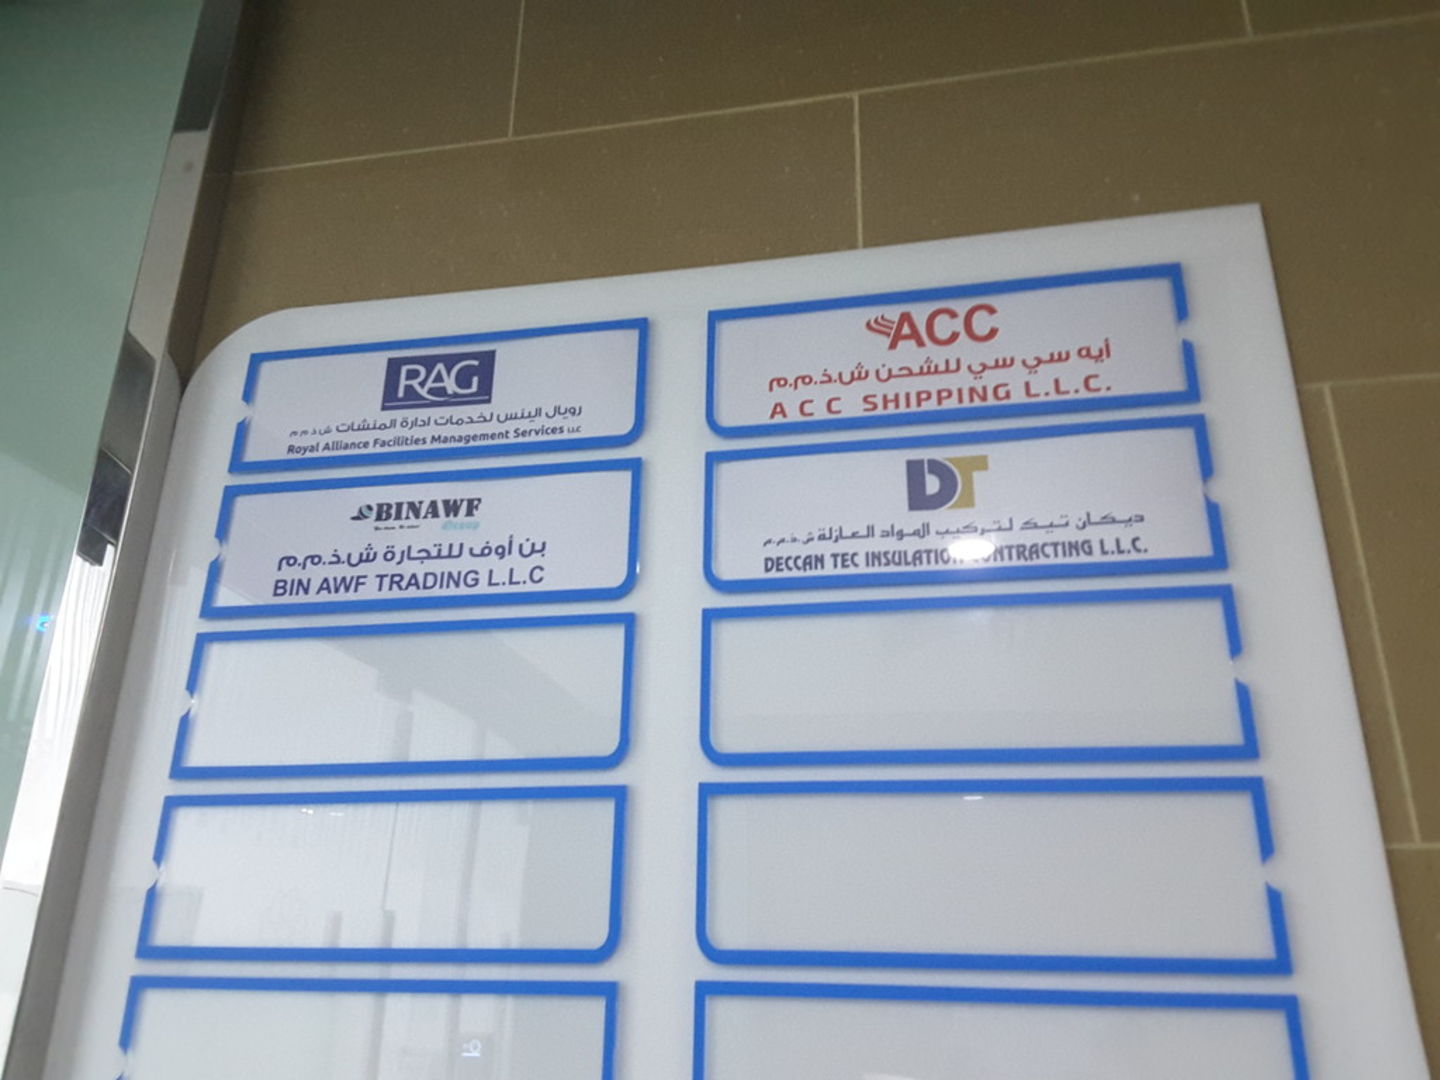 RAG
رويال الينس لخدمات ادارة المنشات ش ذ م م
Royal Alliance Facilities Management Services LLC
ACC
أيه سي سي للشحن ش.ذ.م.م
A C C SHIPPING L.L.C.
BINAWF
Group
بن أوف للتجارة ش.ذ.م.م
BIN AWF TRADING L.L.C
DT
ديكان تيك لتركيب المواد العازلة ش.ذ.م.م
DECCAN TEC INSULATION CONTRACTING L.L.C.